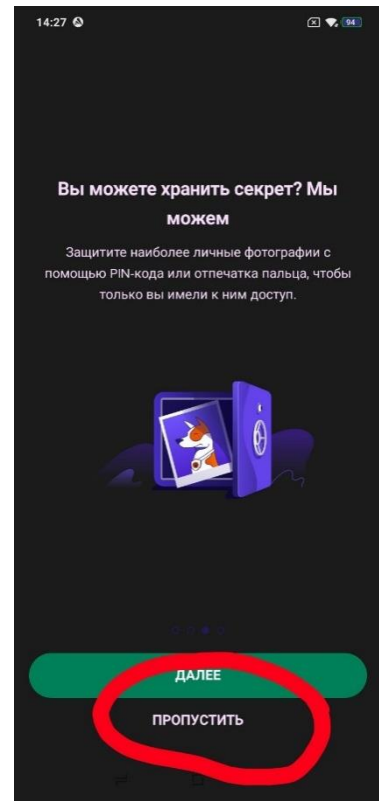 14:27
94
Вы можете хранить секрет? Мы
можем
Защитите наиболее личные фотографии с
помощью PIN-кода или отпечатка пальца, чтобы
только вы имели к ним доступ.
ДАЛЕЕ
ПРОПУСТИТЬ